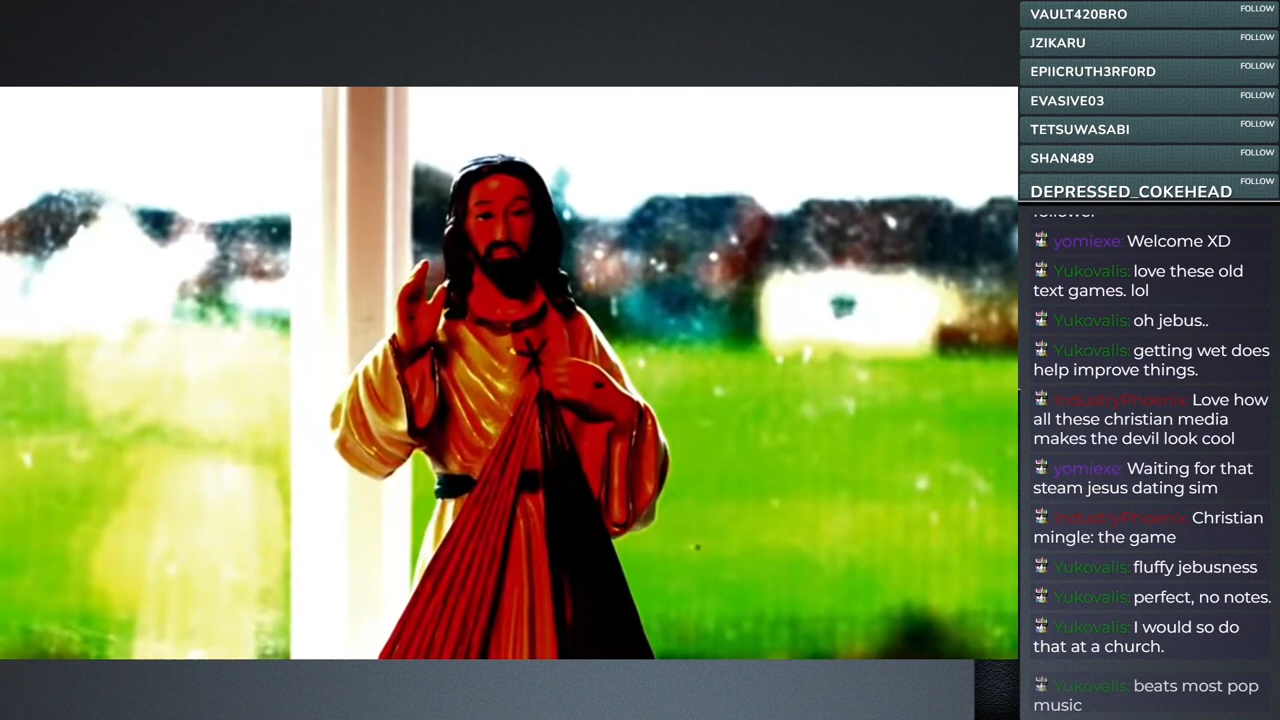 VAULT420BRO FOLLOW
JZIKARU FOLLOW
EPIICRUTH3RF0RD FOLLOW
EVASIVE03 FOLLOW
TETSUWASABI FOLLOW
SHAN489 FOLLOW
DEPRESSED_COKEHEAD FOLLOW
yomiexe: Welcome XD
Yukovalis: love these old
text games. lol
Yukovalis: oh jebus..
Yukovalis: getting wet does
help improve things.
IndustryPhoenix: Love how
all these christian media
makes the devil look cool
yomiexe: Waiting for that
steam jesus dating sim
IndustryPhoenix: Christian
mingle: the game
Yukovalis: fluffy jebusness
Yukovalis: perfect, no notes.
Yukovalis: I would so do
that at a church.
Yukovalis: beats most pop
music